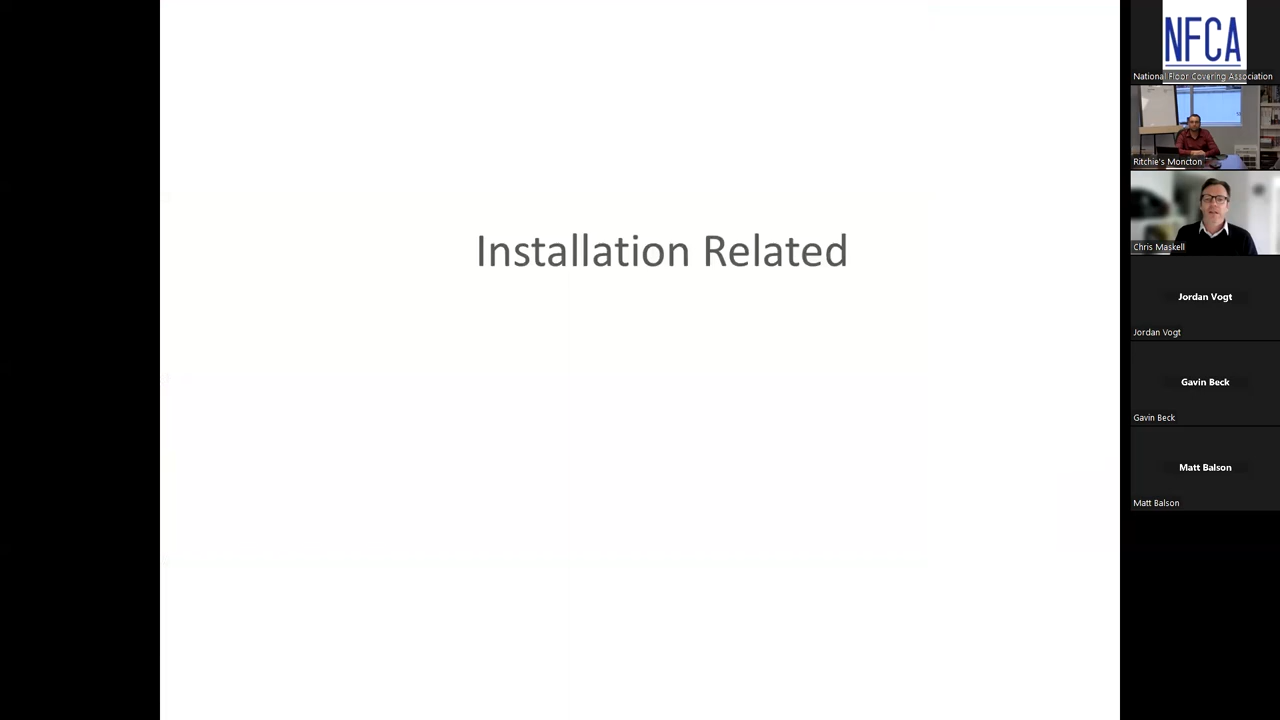 Installation Related
NFCA
National Floor Covering Association
Ritchie's Moncton
Chris Maskell
Jordan Vogt
Jordan Vogt
Gavin Beck
Gavin Beck
Matt Balson
Matt Balson